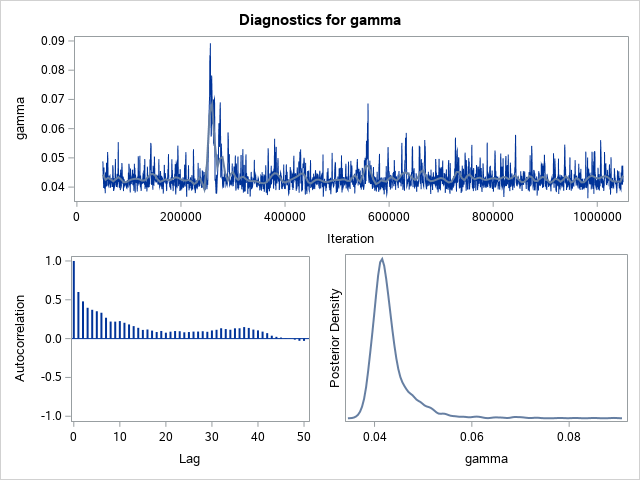 Diagnostics for gamma
0.09
0.08
0.07
0.06
0.05
0.04
gamma
0 200000 400000 600000 800000 1000000
Iteration
1.0
0.5
0.0
-0.5
-1.0
Autocorrelation
0 10 20 30 40 50
Lag
Posterior Density
0.04 0.06 0.08
gamma